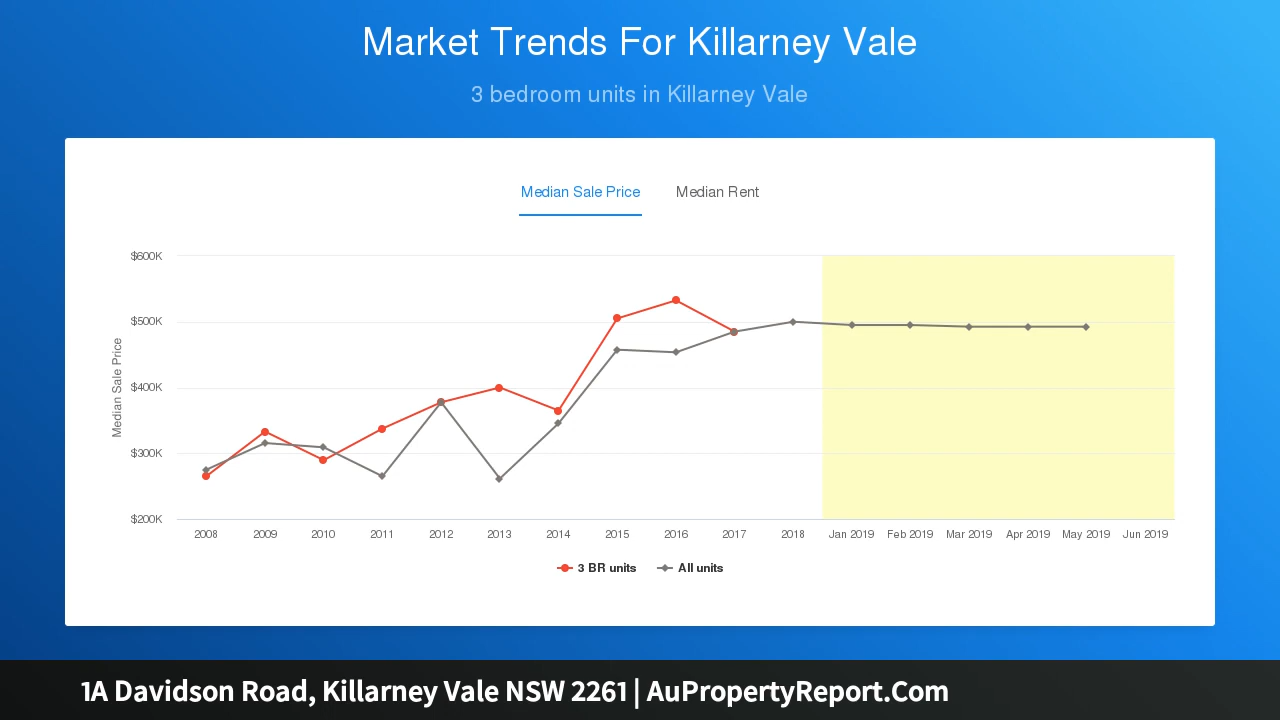 Market Trends For Killarney Vale
3 bedroom units in Killarney Vale
Median Sale Price Median Rent
Median Sale Price
$600K
$500K
$400K
$300K
$200K
2008 2009 2010 2011 2012 2013 2014 2015 2016 2017 2018 Jan 2019 Feb 2019 Mar 2019 Apr 2019 May 2019 Jun 2019
3 BR units All units
1A Davidson Road, Killarney Vale NSW 2261 | AuPropertyReport.Com